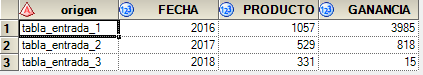 origen FECHA PRODUCTO GANANCIA
1 tabla_entrada_1 2016 1057 3985
2 tabla_entrada_2 2017 529 818
3 tabla_entrada_3 2018 331 15